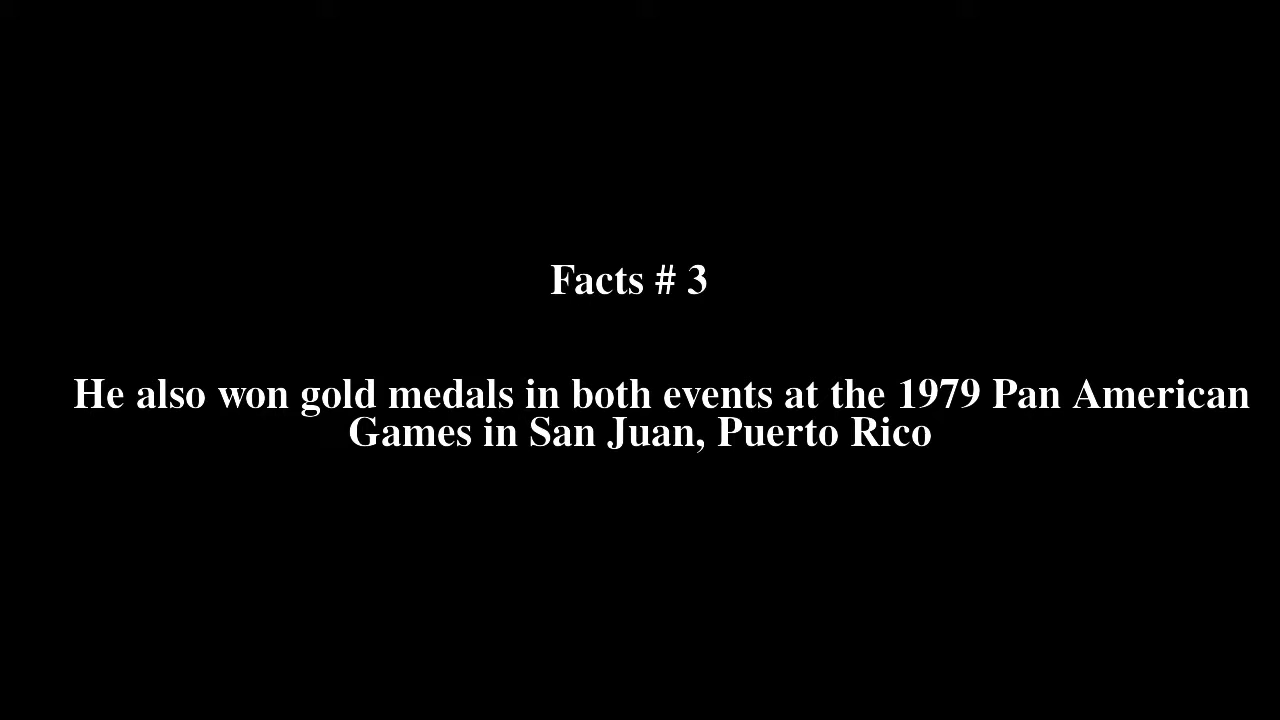 Facts # 3
He also won gold medals in both events at the 1979 Pan American
Games in San Juan, Puerto Rico